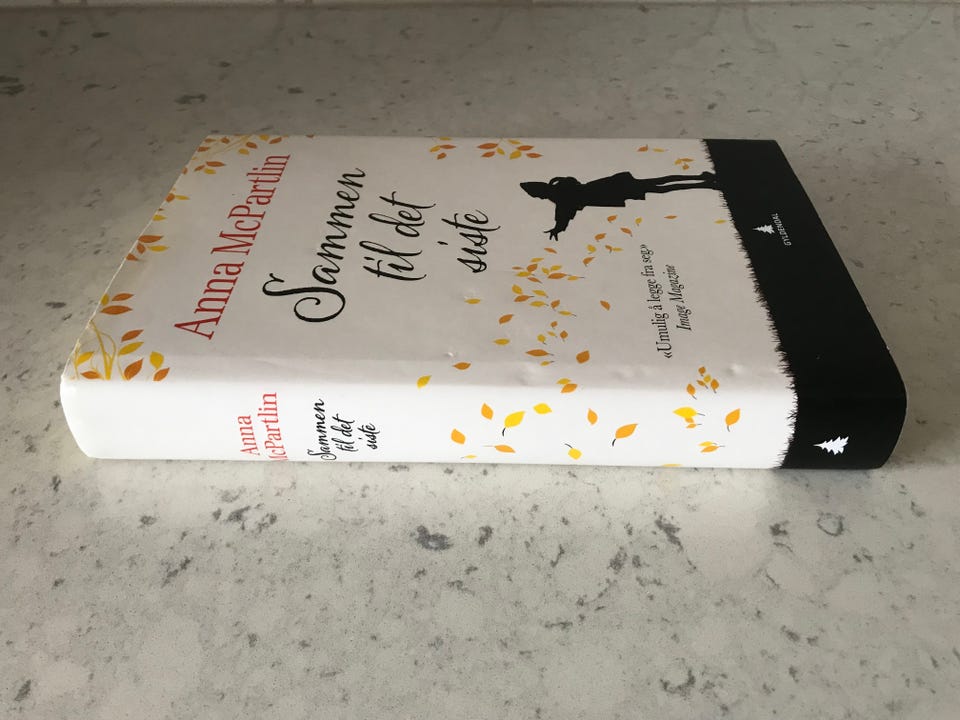 Anna McPartlin
Sammen
til det
siste
«Umulig å legge fra seg»
Image Magazine
GYLDENDAL
Anna
McPartlin
Sammen
til det
siste